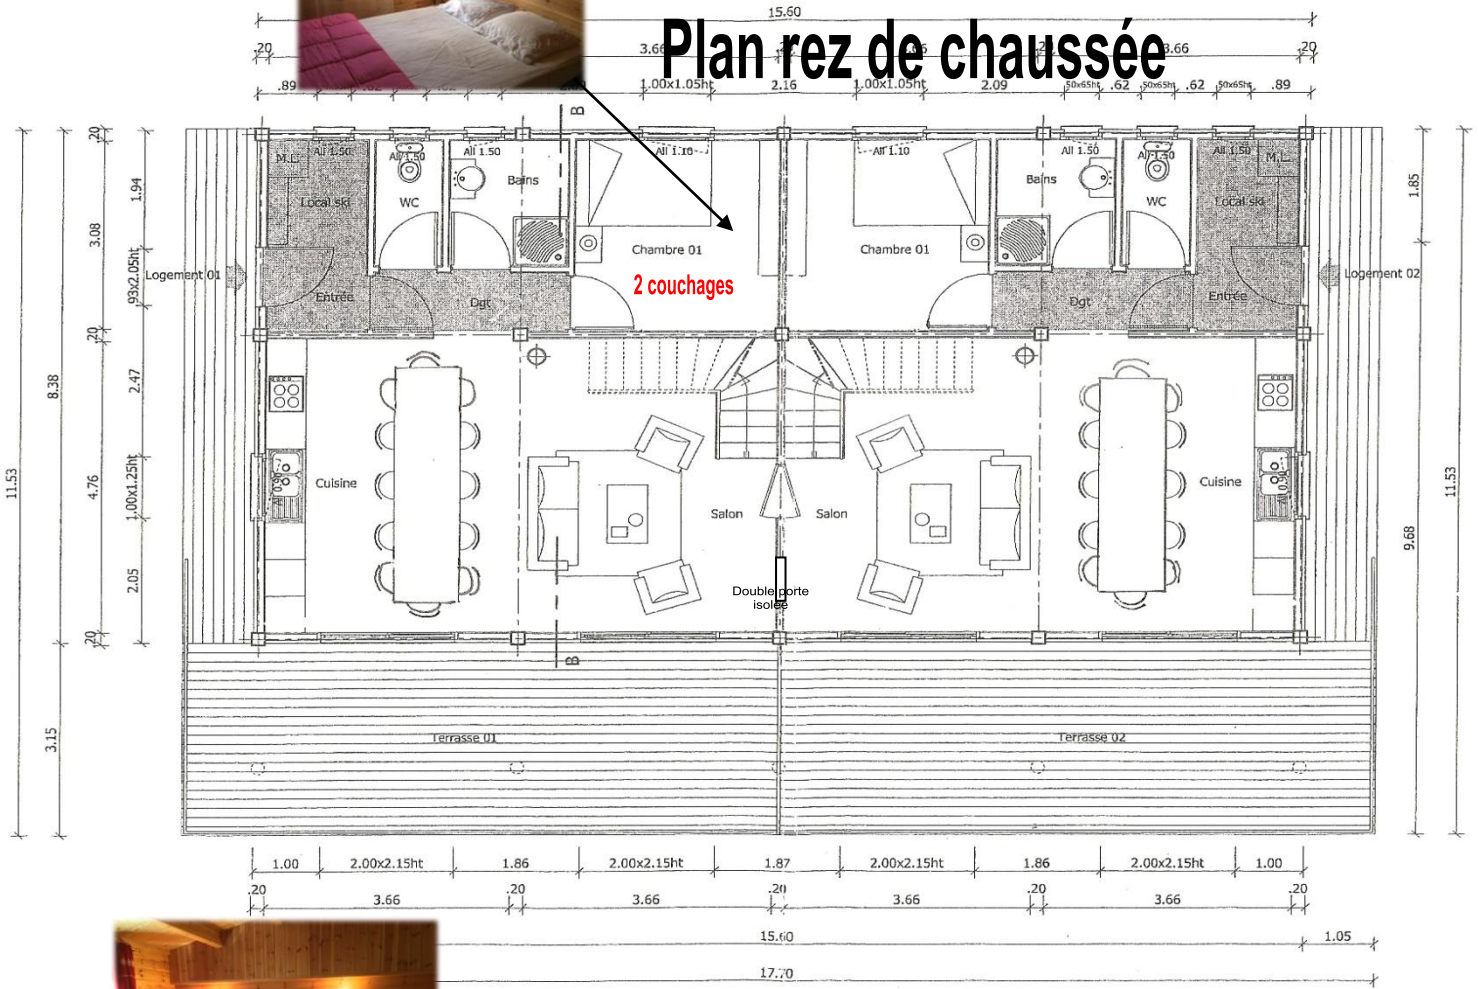 15.60
Plan rez de chaussée
.20 3.66 3.66 .20
.89 1.00x1.05ht 2.16 1.00x1.05ht 2.09 50x65ht .62 50x65ht .62 50x65ht .89
B
.20
All 1.50 All 1.50 All 1.50 All 1.10 All 1.10 All 1.50 All 1.50 All 1.50
M.L. M.L.
Bains Bains
1.94 1.85
Local ski WC WC Local ski
3.08
Chambre 01 Chambre 01
Logement 01 Logement 02
93x2.05ht
2 couchages
Entrée Dgt Dgt Entrée
.20
2.47
8.38
11.53 4.76 1.00x1.25ht 11.53
Cuisine Cuisine
All 0.90 All 0.90
Salon Salon
9.68
2.05
Double porte
isolée
.20
B
3.15
Terrasse 01 Terrasse 02
1.00 2.00x2.15ht 1.86 2.00x2.15ht 1.87 2.00x2.15ht 1.86 2.00x2.15ht 1.00
.20 .20 .20 .20 .20
3.66 3.66 3.66 3.66
15.60 1.05
17.70